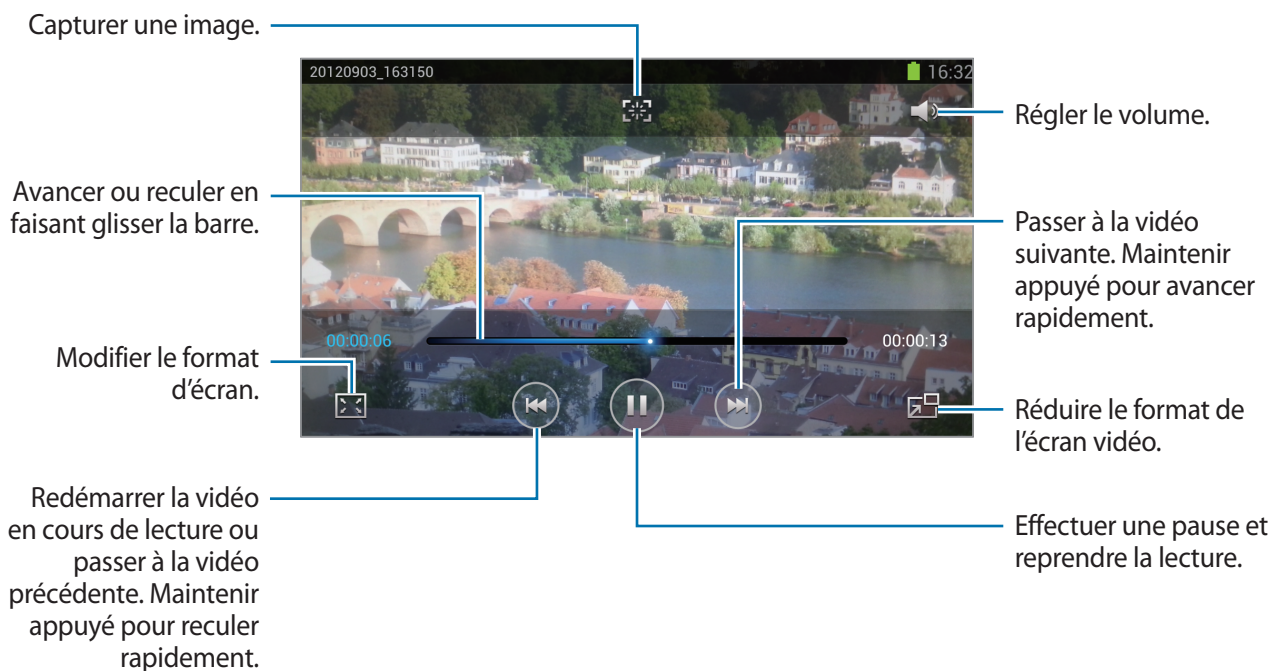 Capturer une image.
20120903_163150
16:32
Régler le volume.
Avancer ou reculer en
faisant glisser la barre.
Passer à la vidéo
suivante. Maintenir
appuyé pour avancer
rapidement.
00:00:06
00:00:13
Modifier le format
d'écran.
Réduire le format de
l'écran vidéo.
Redémarrer la vidéo
en cours de lecture ou
passer à la vidéo
précédente. Maintenir
appuyé pour reculer
rapidement.
Effectuer une pause et
reprendre la lecture.